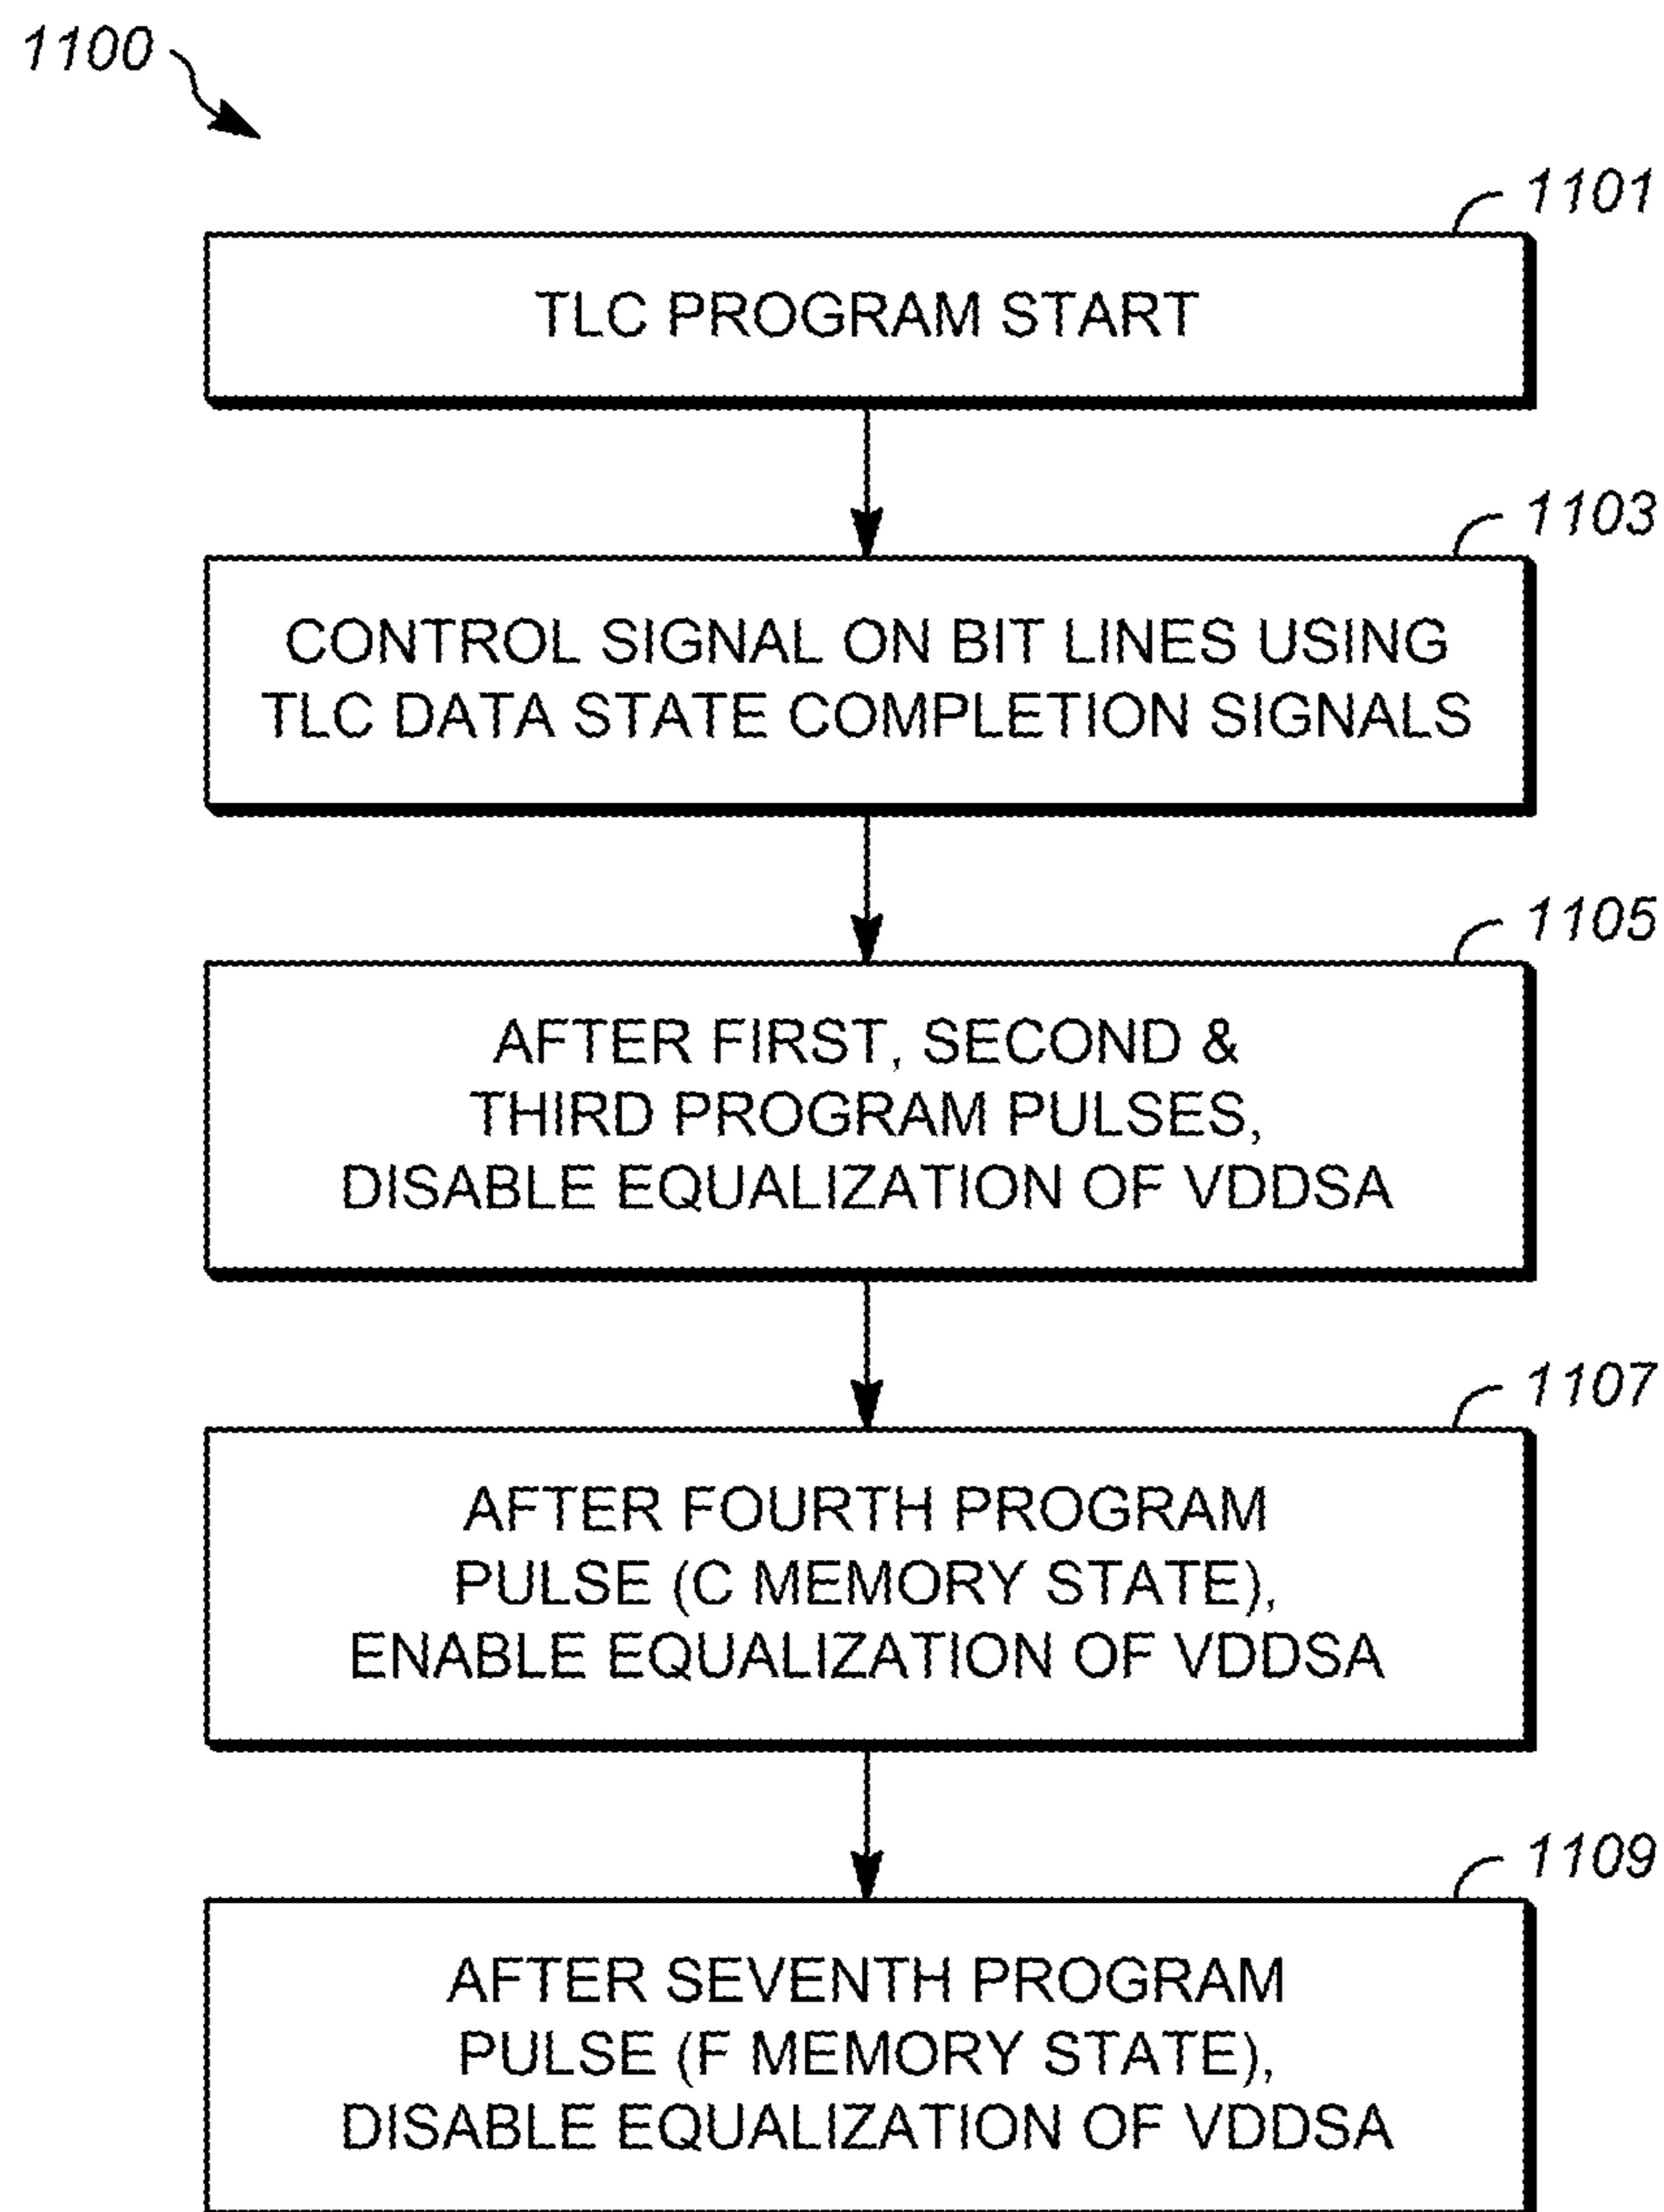 1100
1101
TLC PROGRAM START
1103
CONTROL SIGNAL ON BIT LINES USING
TLC DATA STATE COMPLETION SIGNALS
1105
AFTER FIRST, SECOND &
THIRD PROGRAM PULSES,
DISABLE EQUALIZATION OF VDDSA
1107
AFTER FOURTH PROGRAM
PULSE (C MEMORY STATE),
ENABLE EQUALIZATION OF VDDSA
1109
AFTER SEVENTH PROGRAM
PULSE (F MEMORY STATE),
DISABLE EQUALIZATION OF VDDSA